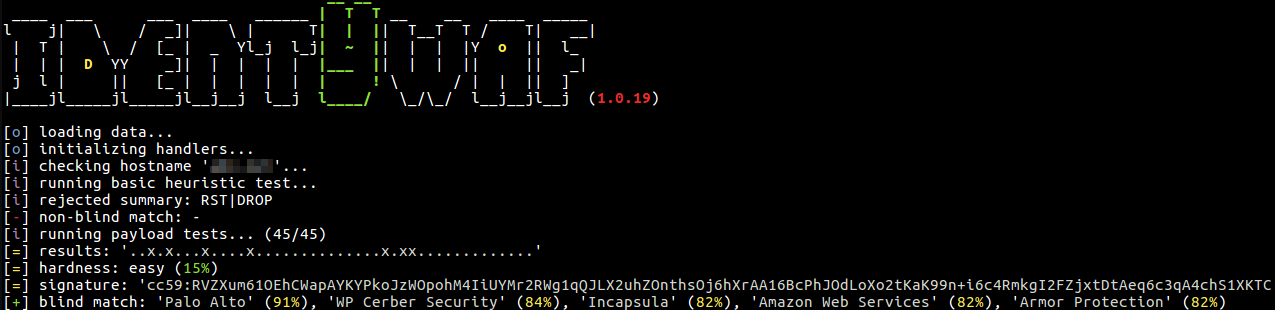 IDENTYWAF (1.0.19)
[o] loading data...
[o] initializing handlers...
[i] checking hostname ''...
[i] running basic heuristic test...
[i] rejected summary: RST|DROP
[-] non-blind match: -
[i] running payload tests... (45/45)
[=] results: '..x.x...x....x..............x.xx.............'
[=] hardness: easy (15%)
[=] signature: 'cc59:RVZXum61OEhCWapAYKYPkoJzWOpohM4IiUYMr2RWg1qQJLX2uhZOnthsOj6hXrAA16BcPhJOdLoXo2tKaK99n+i6c4RmkgI2FZjxtDtAeq6c3qA4chS1XKTC
[+] blind match: 'Palo Alto' (91%), 'WP Cerber Security' (84%), 'Incapsula' (82%), 'Amazon Web Services' (82%), 'Armor Protection' (82%)